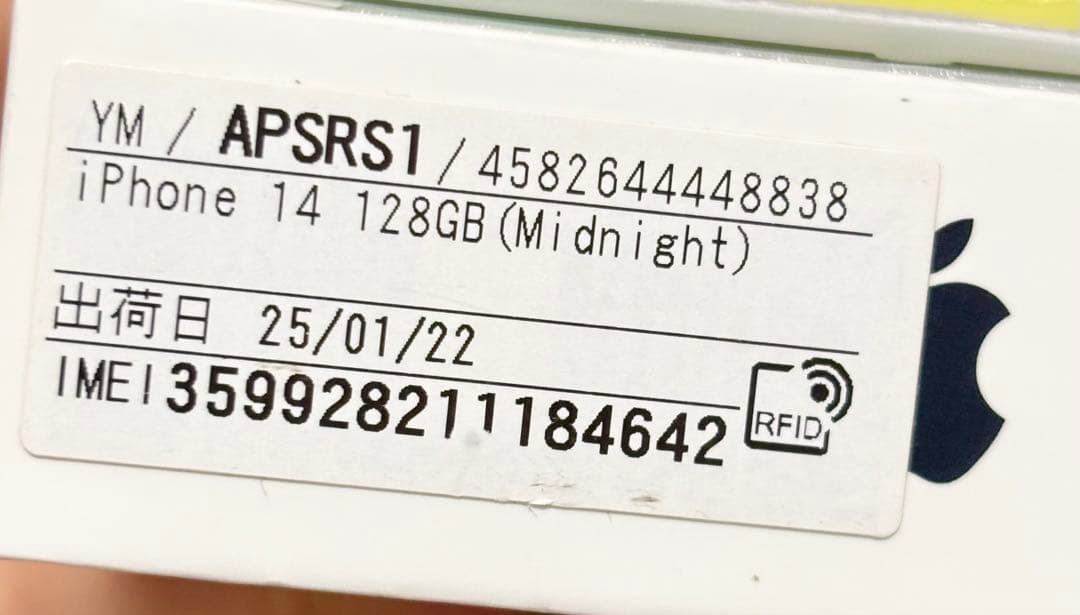 YM / APSRS1 / 4582644448838
iPhone 14 128GB(Midnight)
出荷日 25/01/22
IMEI 359928211184642
RFID